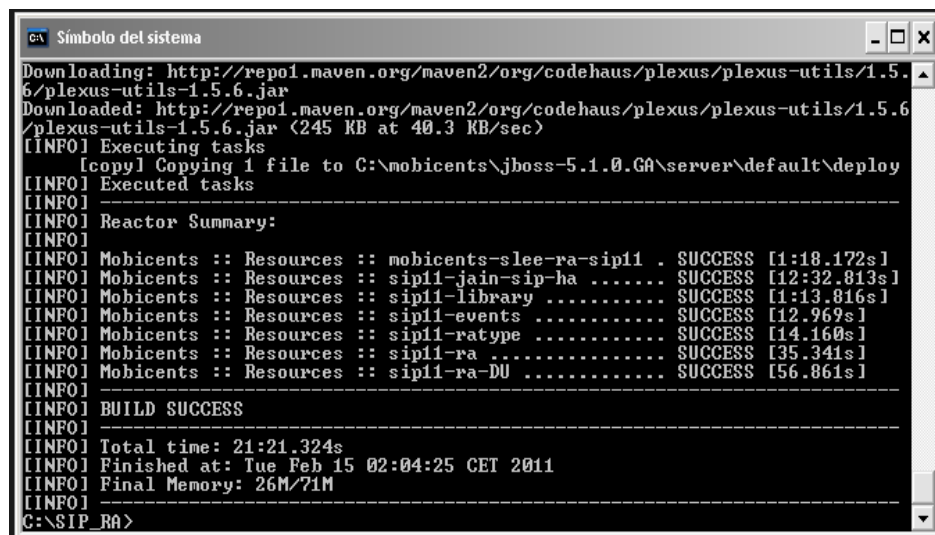 Símbolo del sistema
Downloading: http://repo1.maven.org/maven2/org/codehaus/plexus/plexus-utils/1.5.
6/plexus-utils-1.5.6.jar
Downloaded: http://repo1.maven.org/maven2/org/codehaus/plexus/plexus-utils/1.5.6
/plexus-utils-1.5.6.jar (245 KB at 40.3 KB/sec)
[INFO] Executing tasks
     [copy] Copying 1 file to C:\mobicents\jboss-5.1.0.GA\server\default\deploy
[INFO] Executed tasks
[INFO] ------------------------------------------------------------------------
[INFO] Reactor Summary:
[INFO]
[INFO] Mobicents :: Resources :: mobicents-slee-ra-sip11 . SUCCESS [1:18.172s]
[INFO] Mobicents :: Resources :: sip11-jain-sip-ha ....... SUCCESS [12:32.813s]
[INFO] Mobicents :: Resources :: sip11-library ........... SUCCESS [1:13.816s]
[INFO] Mobicents :: Resources :: sip11-events ............ SUCCESS [12.969s]
[INFO] Mobicents :: Resources :: sip11-ratype ............ SUCCESS [14.160s]
[INFO] Mobicents :: Resources :: sip11-ra ................ SUCCESS [35.341s]
[INFO] Mobicents :: Resources :: sip11-ra-DU ............. SUCCESS [56.861s]
[INFO] ------------------------------------------------------------------------
[INFO] BUILD SUCCESS
[INFO] ------------------------------------------------------------------------
[INFO] Total time: 21:21.324s
[INFO] Finished at: Tue Feb 15 02:04:25 CET 2011
[INFO] Final Memory: 26M/71M
[INFO] ------------------------------------------------------------------------
C:\SIP_RA>